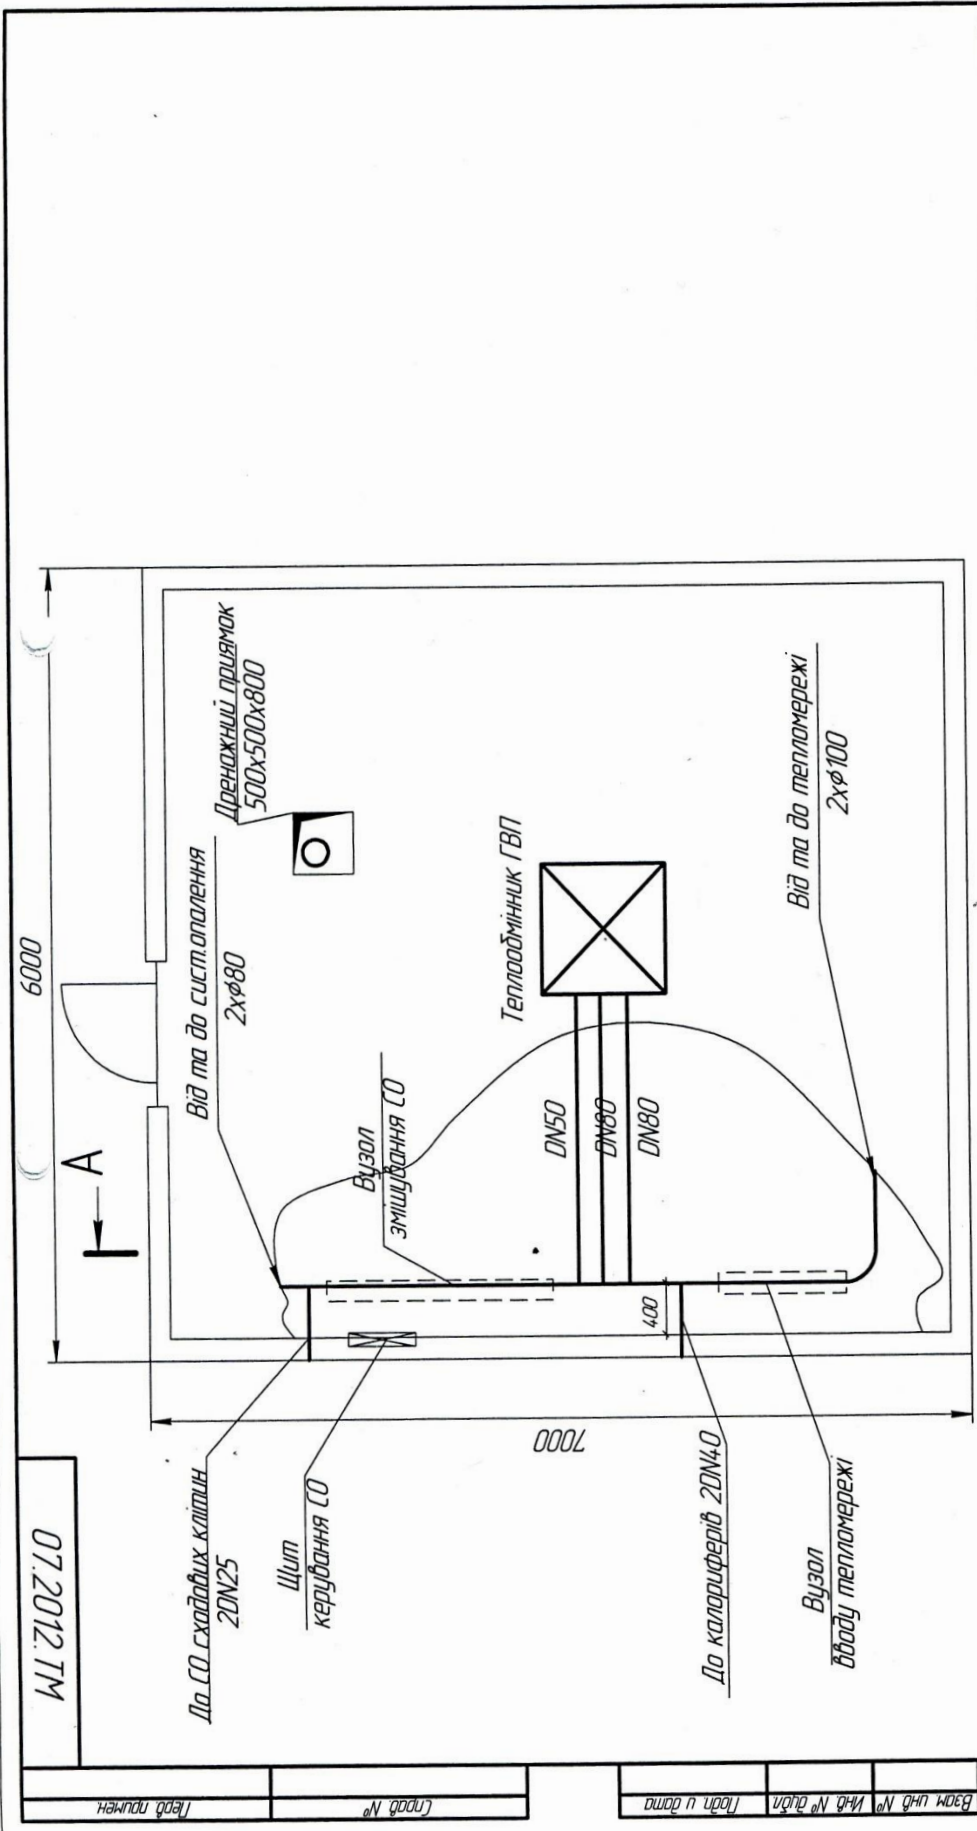 07.2012.ТМ
6000
А
До СО сходових клітин
2DN25
Щит
керування СО
Від та до сист.опалення
2хф80
Дренажний приямок
500х500х800
Вузол
змішування СО
Теплообмінник ГВП
DN50
DN80
DN80
400
7000
До калориферів 2DN40
Вузол
вводу тепломережі
Від та до тепломережі
2хф100
Перв. примен.
Справ. №
Подп. и дата
Инв. № дубл.
Взам. инв. №